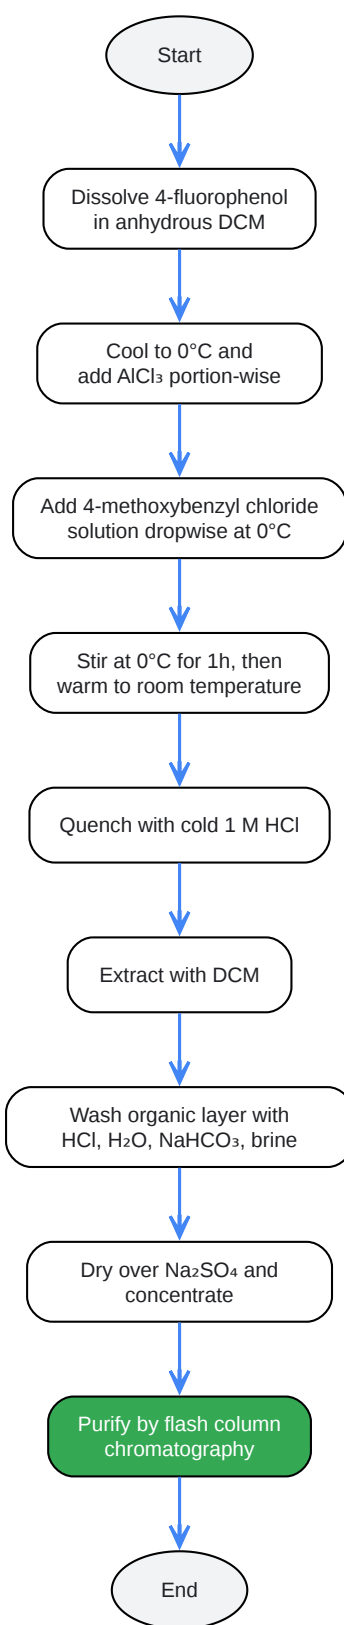 Start
Dissolve 4-fluorophenol
in anhydrous DCM
Cool to 0°C and
add AlCl₃ portion-wise
Add 4-methoxybenzyl chloride
solution dropwise at 0°C
Stir at 0°C for 1h, then
warm to room temperature
Quench with cold 1 M HCl
Extract with DCM
Wash organic layer with
HCl, H₂O, NaHCO₃, brine
Dry over Na₂SO₄ and
concentrate
Purify by flash column
chromatography
End